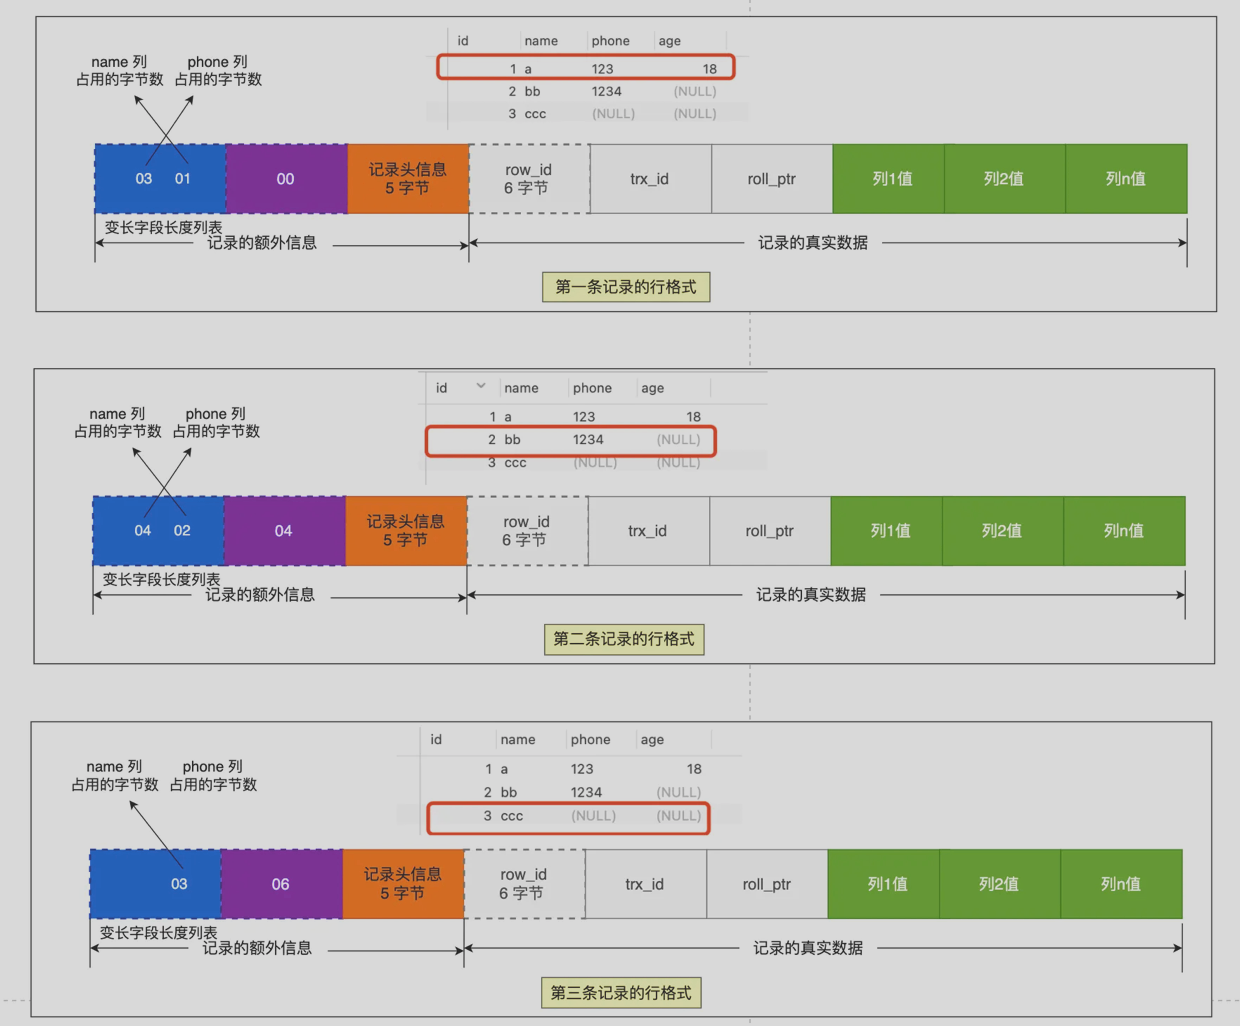 id name phone age
1 a 123 18
2 bb 1234 (NULL)
3 ccc (NULL) (NULL)
name 列 phone 列
占用的字节数 占用的字节数
03 01 00 记录头信息 5 字节 row_id 6 字节 trx_id roll_ptr 列1值 列2值 列n值
变长字段长度列表
记录的额外信息 记录的真实数据
第一条记录的行格式
id name phone age
1 a 123 18
2 bb 1234 (NULL)
3 ccc (NULL) (NULL)
name 列 phone 列
占用的字节数 占用的字节数
04 02 04 记录头信息 5 字节 row_id 6 字节 trx_id roll_ptr 列1值 列2值 列n值
变长字段长度列表
记录的额外信息 记录的真实数据
第二条记录的行格式
id name phone age
1 a 123 18
2 bb 1234 (NULL)
3 ccc (NULL) (NULL)
name 列 phone 列
占用的字节数 占用的字节数
03 06 记录头信息 5 字节 row_id 6 字节 trx_id roll_ptr 列1值 列2值 列n值
变长字段长度列表
记录的额外信息 记录的真实数据
第三条记录的行格式